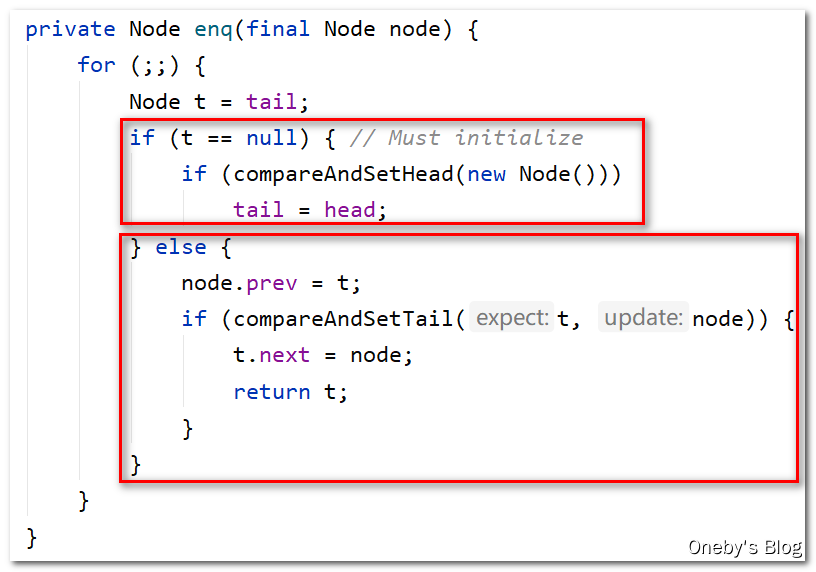 private Node enq(final Node node) {
for (;;) {
Node t = tail;
if (t == null) { // Must initialize
if (compareAndSetHead(new Node()))
tail = head;
} else {
node.prev = t;
if (compareAndSetTail( expect: t, update: node)) {
t.next = node;
return t;
}
}
}
}
Oneby's Blog